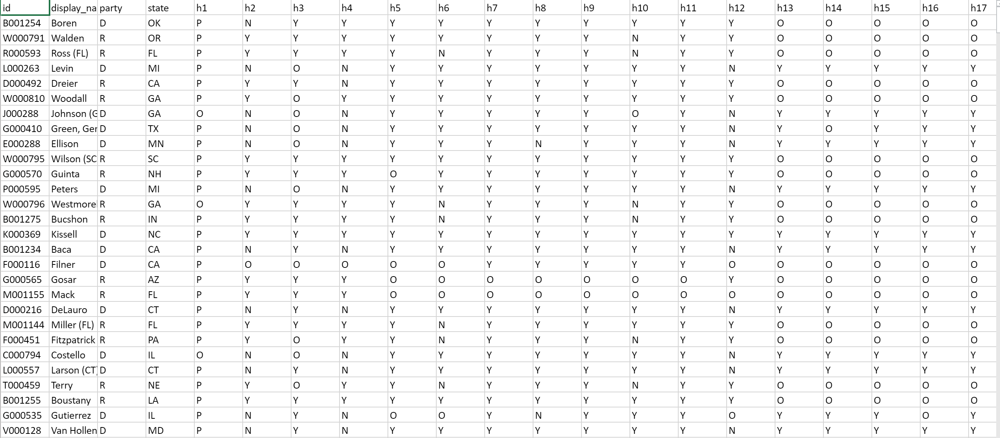 id display_na party state h1 h2 h3 h4 h5 h6 h7 h8 h9 h10 h11 h12 h13 h14 h15 h16 h17
B001254 Boren D OK P N Y Y Y Y Y Y Y Y Y Y O O O O O
W000791 Walden R OR P Y Y Y Y Y Y Y Y N Y Y O O O O O
R000593 Ross (FL) R FL P Y Y Y Y N Y Y Y N Y Y O O O O O
L000263 Levin D MI P N O N Y Y Y Y Y Y Y N Y Y Y Y Y
D000492 Dreier R CA P Y Y N Y Y Y Y Y Y Y Y O O O O O
W000810 Woodall R GA P Y O Y Y Y Y Y Y Y Y Y O O O O O
J000288 Johnson (G D GA O N O N Y Y Y Y Y O Y N Y Y Y Y Y
G000410 Green, Ger D TX P N O N Y Y Y Y Y Y Y N Y O Y Y Y
E000288 Ellison D MN P N O N Y Y Y N Y Y Y N Y Y Y Y Y
W000795 Wilson (SC R SC P Y Y Y Y Y Y Y Y Y Y Y O O O O O
G000570 Guinta R NH P Y Y Y O Y Y Y Y Y Y Y O O O O O
P000595 Peters D MI P N O N Y Y Y Y Y Y Y N Y Y Y Y Y
W000796 Westmorel R GA O Y Y Y Y N Y Y Y N Y Y O O O O O
B001275 Bucshon R IN P Y Y Y Y N Y Y Y N Y Y O O O O O
K000369 Kissell D NC P Y Y Y Y Y Y Y Y Y Y Y Y Y Y Y Y
B001234 Baca D CA P N Y N Y Y Y Y Y Y Y N Y Y Y Y Y
F000116 Filner D CA P O O O O O Y Y Y Y Y O O O O O O
G000565 Gosar R AZ P Y Y Y O O O O O O O Y O O O O O
M001155 Mack R FL P Y Y Y O O O O O O O O O O O O O
D000216 DeLauro D CT P N Y N Y Y Y Y Y Y Y N Y Y Y Y Y
M001144 Miller (FL) R FL P Y Y Y Y N Y Y Y Y Y Y O O O O O
F000451 Fitzpatrick R PA P Y O Y Y N Y Y Y N Y Y O O O O O
C000794 Costello D IL O N O N Y Y Y Y Y Y Y N Y Y Y Y Y
L000557 Larson (CT) D CT P N Y N Y Y Y Y Y Y Y N Y Y Y Y Y
T000459 Terry R NE P Y O Y Y N Y Y Y N Y Y O O O O O
B001255 Boustany R LA P Y Y Y Y Y Y Y Y Y Y Y O O O O O
G000535 Gutierrez D IL P N Y N O O Y N Y Y Y O Y Y Y O Y
V000128 Van Hollen D MD P N Y N Y Y Y Y Y Y Y N Y Y Y Y Y